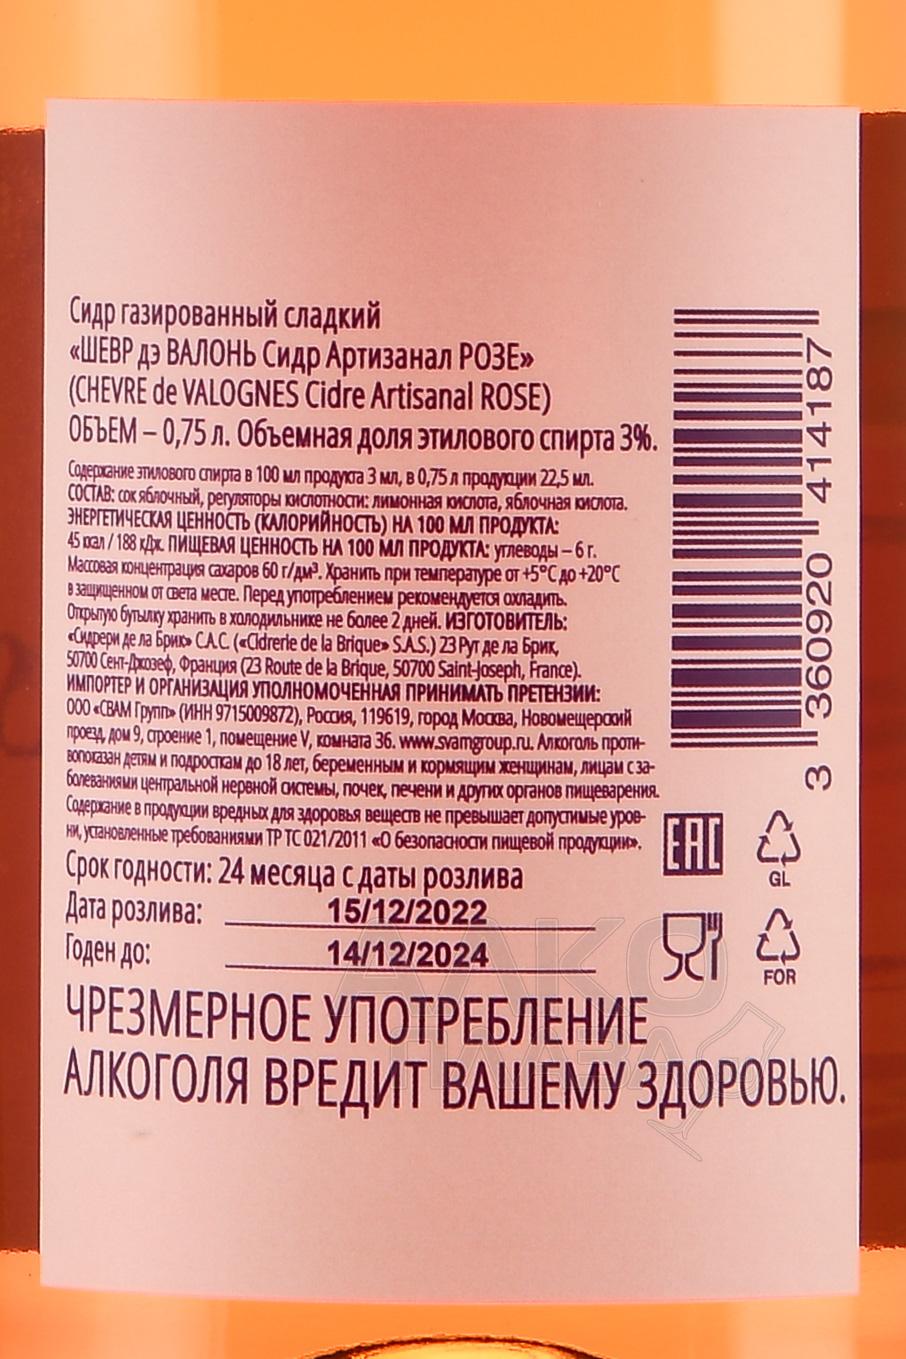 Сидр газированный сладкий
«ШЕВР дэ ВАЛОНЬ Сидр Артизанал РОЗЕ»
(CHEVRE de VALOGNES Cidre Artisanal ROSE)
ОБЪЕМ – 0,75 л. Объемная доля этилового спирта 3%.
Содержание этилового спирта в 100 мл продукта 3 мл, в 0,75 л продукции 22,5 мл.
СОСТАВ: сок яблочный, регуляторы кислотности: лимонная кислота, яблочная кислота.
ЭНЕРГЕТИЧЕСКАЯ ЦЕННОСТЬ (КАЛОРИЙНОСТЬ) НА 100 МЛ ПРОДУКТА:
45 ккал / 188 кДж. ПИЩЕВАЯ ЦЕННОСТЬ НА 100 МЛ ПРОДУКТА: углеводы – 6 г.
Массовая концентрация сахаров 60 г/дм³. Хранить при температуре от +5°С до +20°С
в защищенном от света месте. Перед употреблением рекомендуется охладить.
Открытую бутылку хранить в холодильнике не более 2 дней. ИЗГОТОВИТЕЛЬ:
«Сидрери де ла Брик» С.А.С. («Cidrerie de la Brique» S.A.S.) 23 Рут де ла Брик,
50700 Сент-Джозеф, Франция (23 Route de la Brique, 50700 Saint-Joseph, France).
ИМПОРТЕР И ОРГАНИЗАЦИЯ УПОЛНОМОЧЕННАЯ ПРИНИМАТЬ ПРЕТЕНЗИИ:
ООО «СВАМ Групп» (ИНН 9715009872), Россия, 119619, город Москва, Новомещерский
проезд, дом 9, строение 1, помещение V, комната 36. www.svamgroup.ru. Алкоголь проти-
вопоказан детям и подросткам до 18 лет, беременным и кормящим женщинам, лицам с за-
болеваниями центральной нервной системы, почек, печени и других органов пищеварения.
Содержание в продукции вредных для здоровья веществ не превышает допустимые уров-
ни, установленные требованиями ТР ТС 021/2011 «О безопасности пищевой продукции».
Срок годности: 24 месяца с даты розлива
Дата розлива: 15/12/2022
Годен до: 14/12/2024
ЧРЕЗМЕРНОЕ УПОТРЕБЛЕНИЕ
АЛКОГОЛЯ ВРЕДИТ ВАШЕМУ ЗДОРОВЬЮ.
3 360920 414187
EAC
GL
FOR
АЛКО
ПЛАЗА